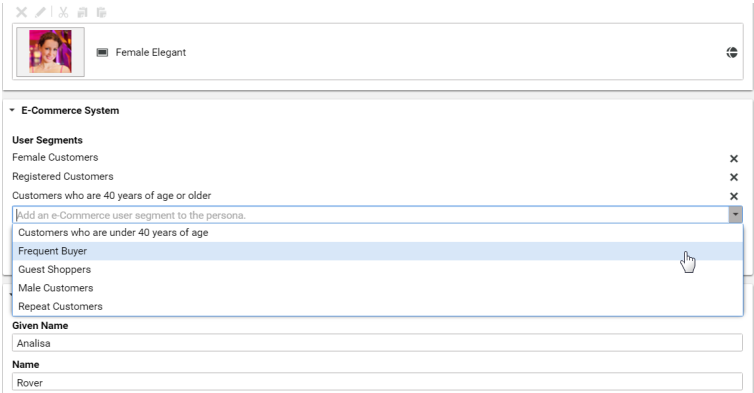 Female Elegant
E-Commerce System
User Segments
Female Customers
Registered Customers
Customers who are 40 years of age or older
Add an e-Commerce user segment to the persona.
Customers who are under 40 years of age
Frequent Buyer
Guest Shoppers
Male Customers
Repeat Customers
Given Name
Analisa
Name
Rover